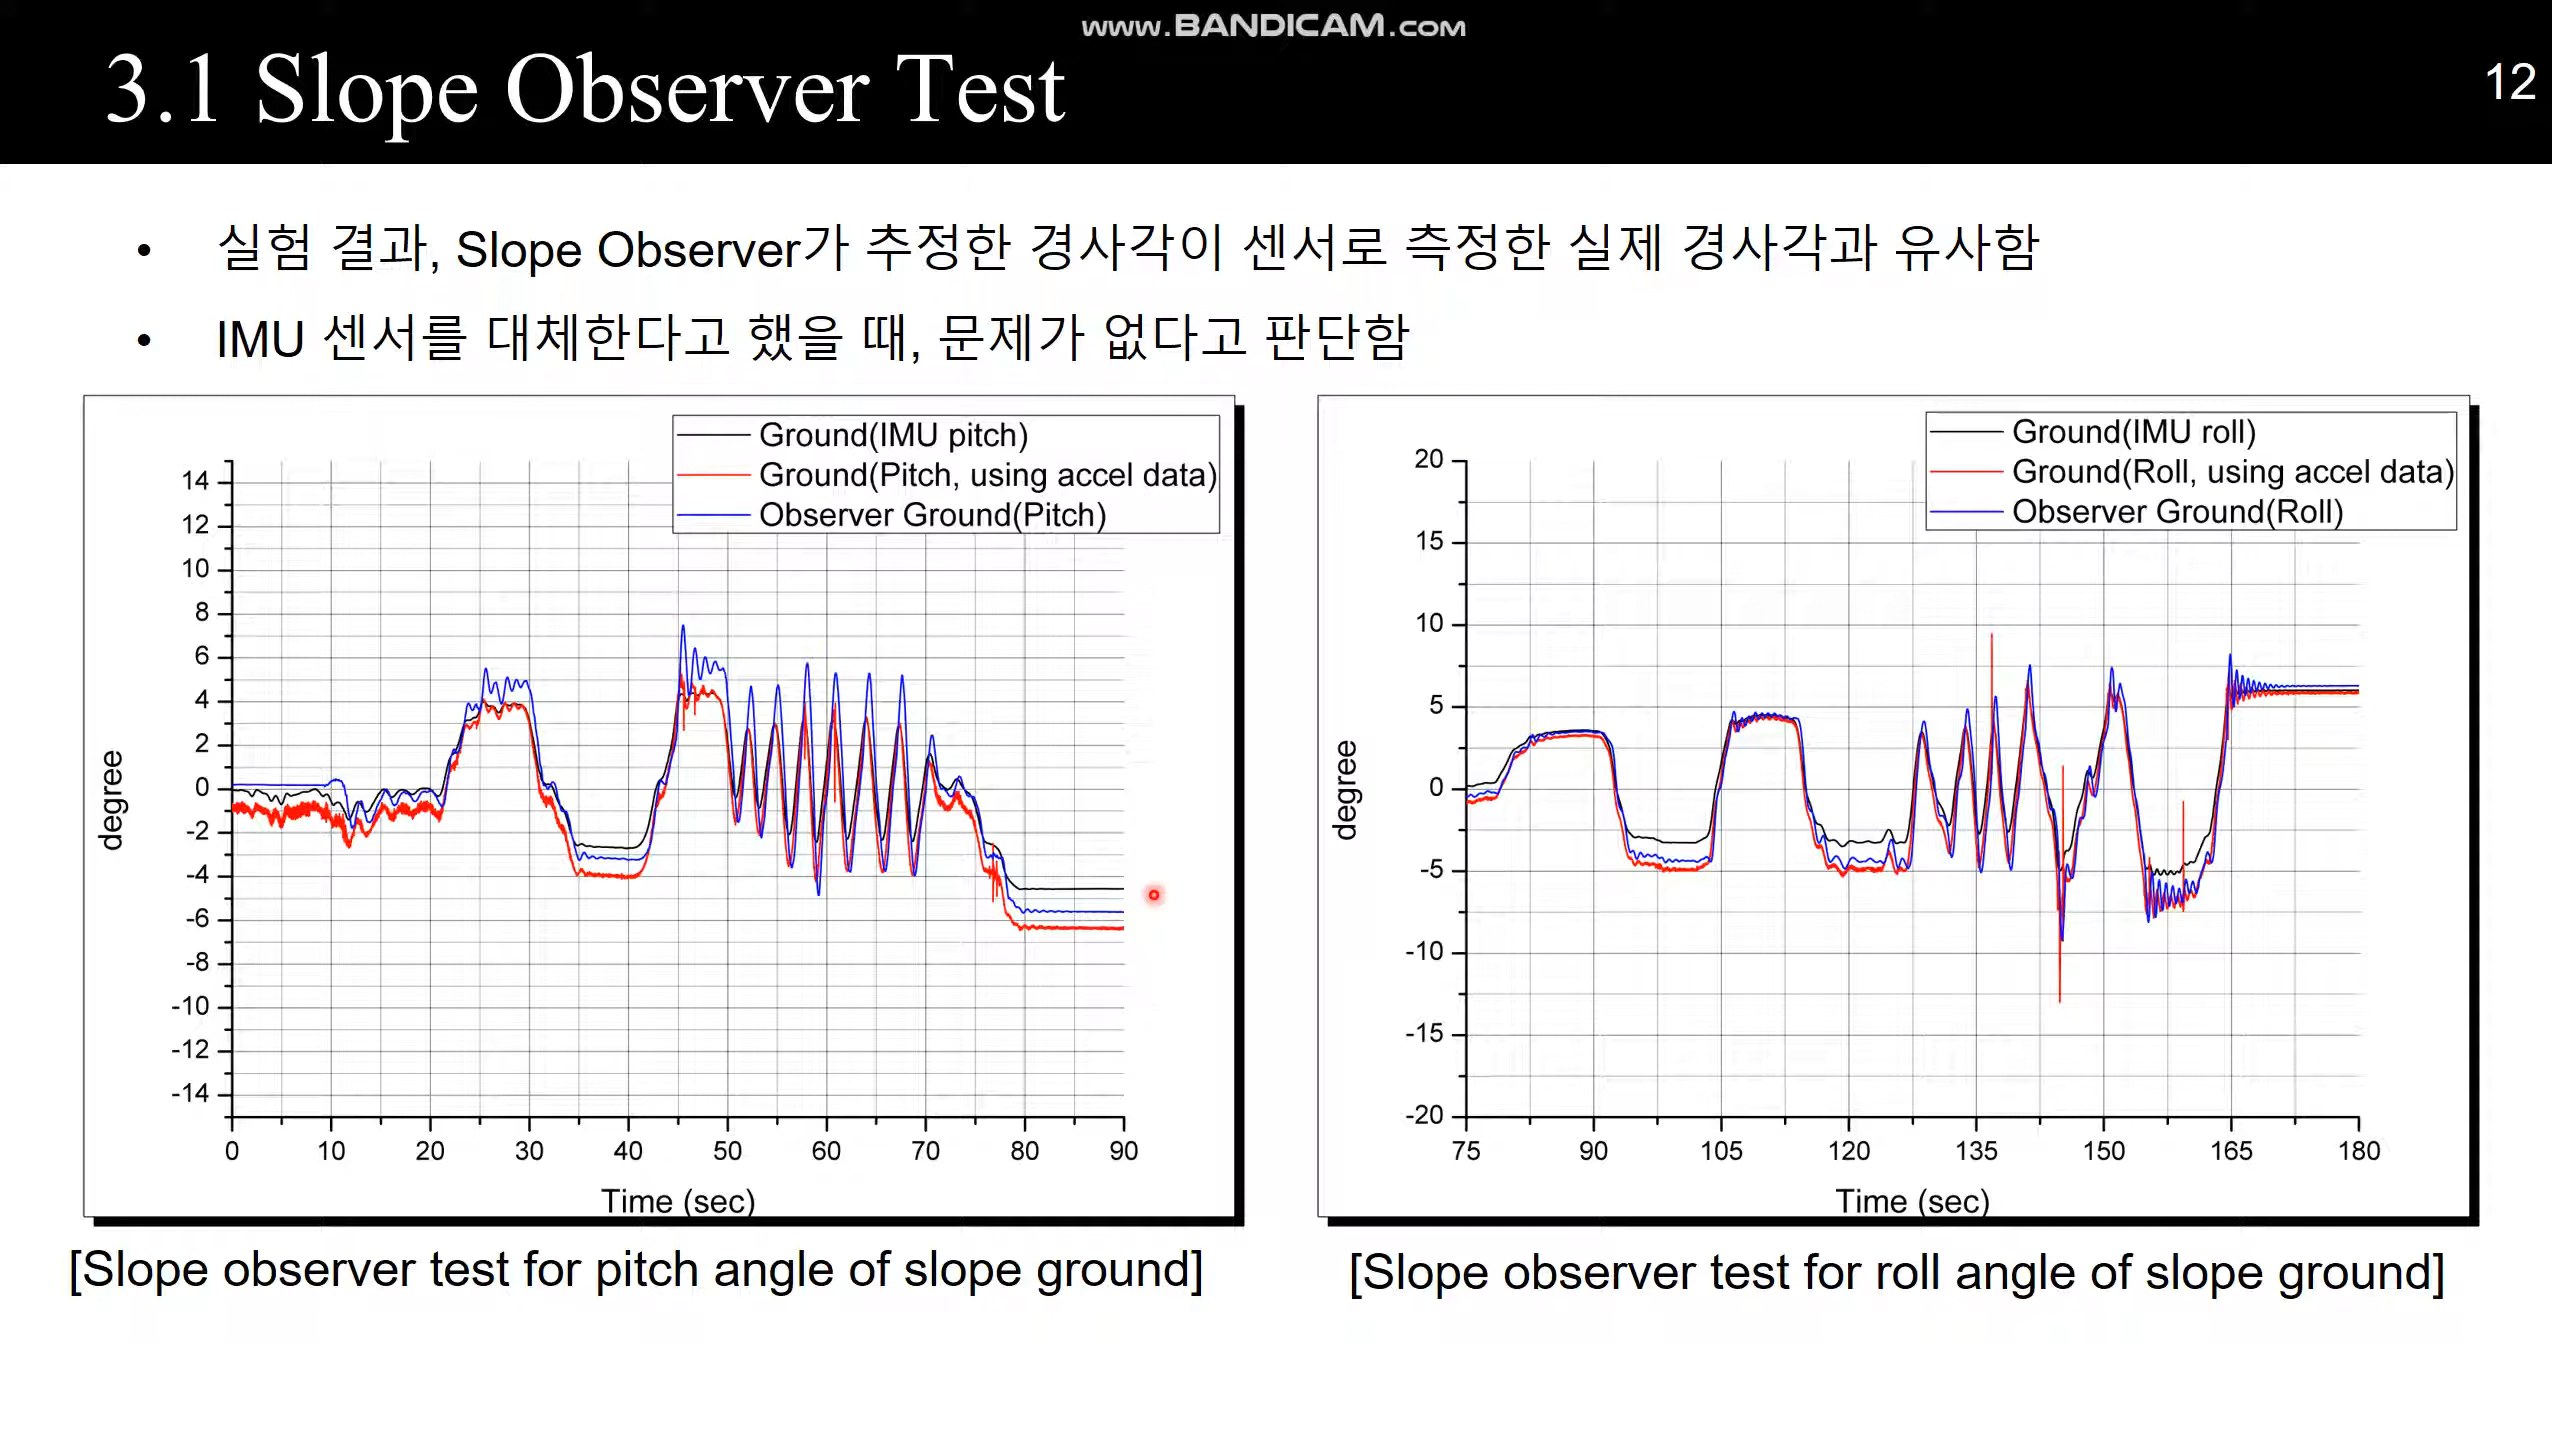 www.BANDICAM.com
3.1 Slope Observer Test
12
• 실험 결과, Slope Observer가 추정한 경사각이 센서로 측정한 실제 경사각과 유사함
• IMU 센서를 대체한다고 했을 때, 문제가 없다고 판단함
Ground(IMU pitch)
Ground(Pitch, using accel data)
Observer Ground(Pitch)
14
12
10
8
6
4
2
0
-2
-4
-6
-8
-10
-12
-14
degree
0 10 20 30 40 50 60 70 80 90
Time (sec)
[Slope observer test for pitch angle of slope ground]
Ground(IMU roll)
Ground(Roll, using accel data)
Observer Ground(Roll)
20
15
10
5
0
-5
-10
-15
-20
degree
75 90 105 120 135 150 165 180
Time (sec)
[Slope observer test for roll angle of slope ground]